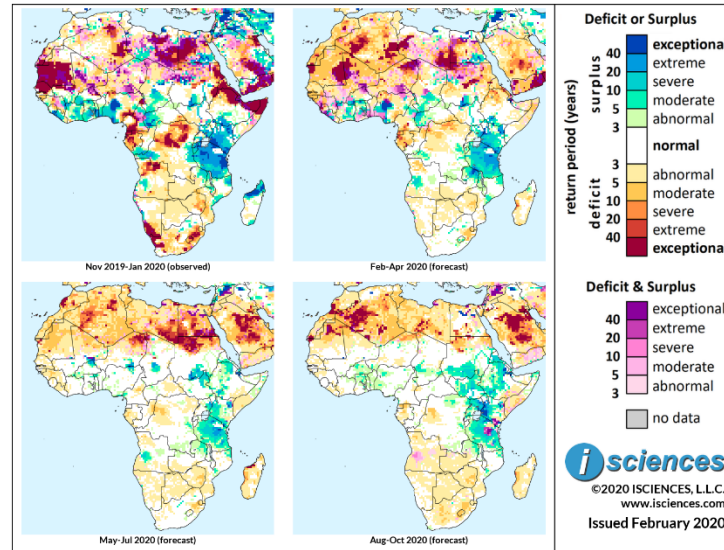 Nov 2019-Jan 2020 (observed)
Feb-Apr 2020 (forecast)
May-Jul 2020 (forecast)
Aug-Oct 2020 (forecast)
Deficit or Surplus
return period (years)
surplus
deficit
exceptional
40
extreme
20
severe
10
moderate
5
abnormal
3
normal
3
abnormal
5
moderate
10
severe
20
extreme
40
exceptional
Deficit & Surplus
exceptional
40
extreme
20
severe
10
moderate
5
abnormal
3
no data
isciences
©2020 ISCIENCES, L.L.C.
www.isciences.com
Issued February 2020